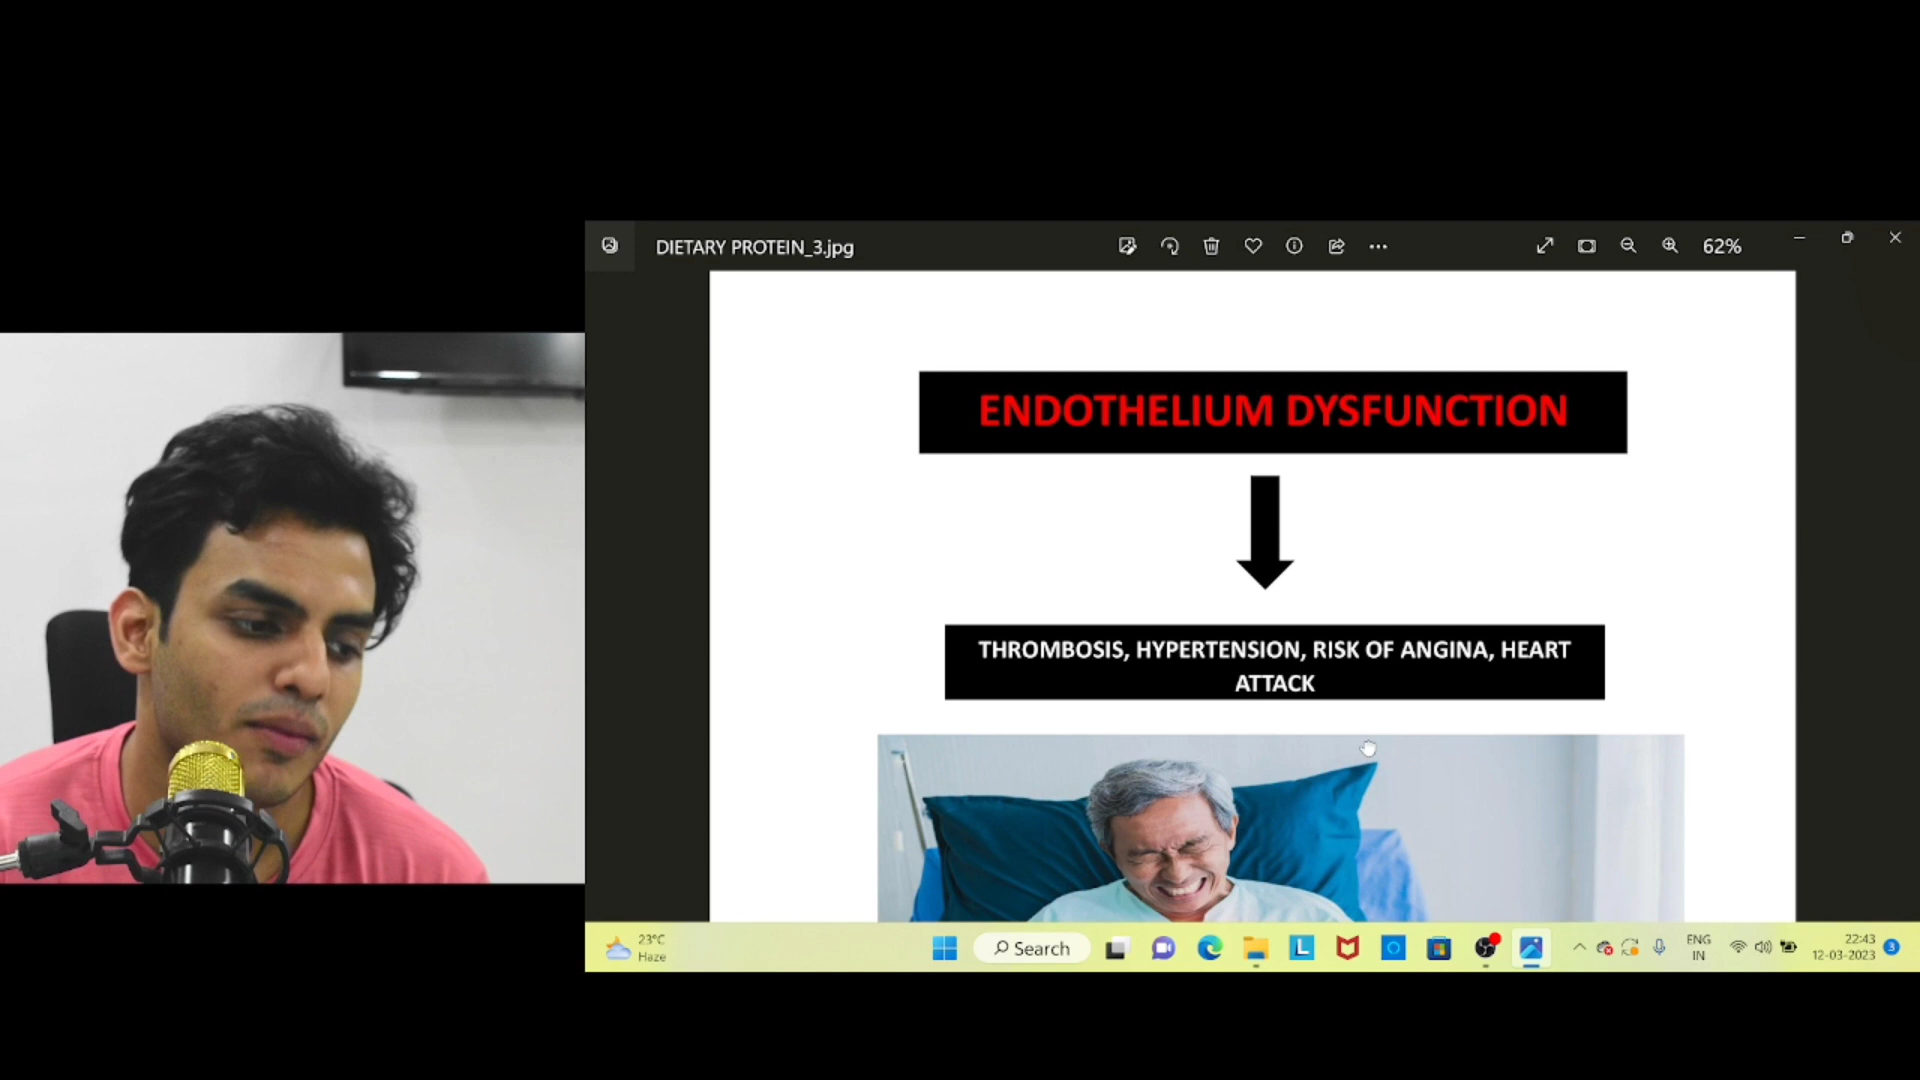 DIETARY PROTEIN_3.jpg
62%
ENDOTHELIUM DYSFUNCTION
THROMBOSIS, HYPERTENSION, RISK OF ANGINA, HEART
ATTACK
23°C
Haze
Search
L
ENG
IN
22:43
12-03-2023
3